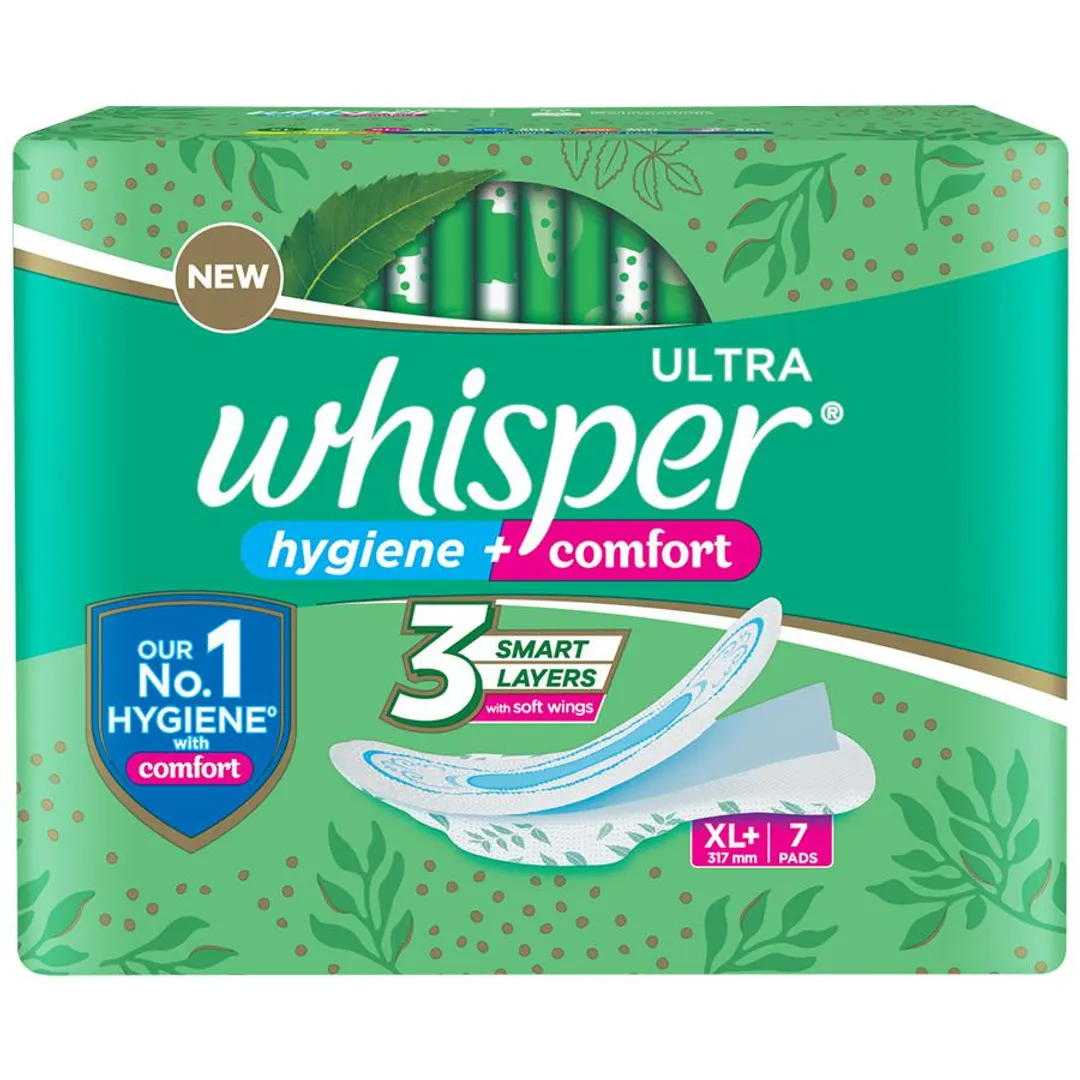 NEW
ULTRA
whisper®
hygiene + comfort
OUR
No.1
HYGIENE◊
with
comfort
3 SMART
LAYERS
with soft wings
XL+ 7
317 mm PADS